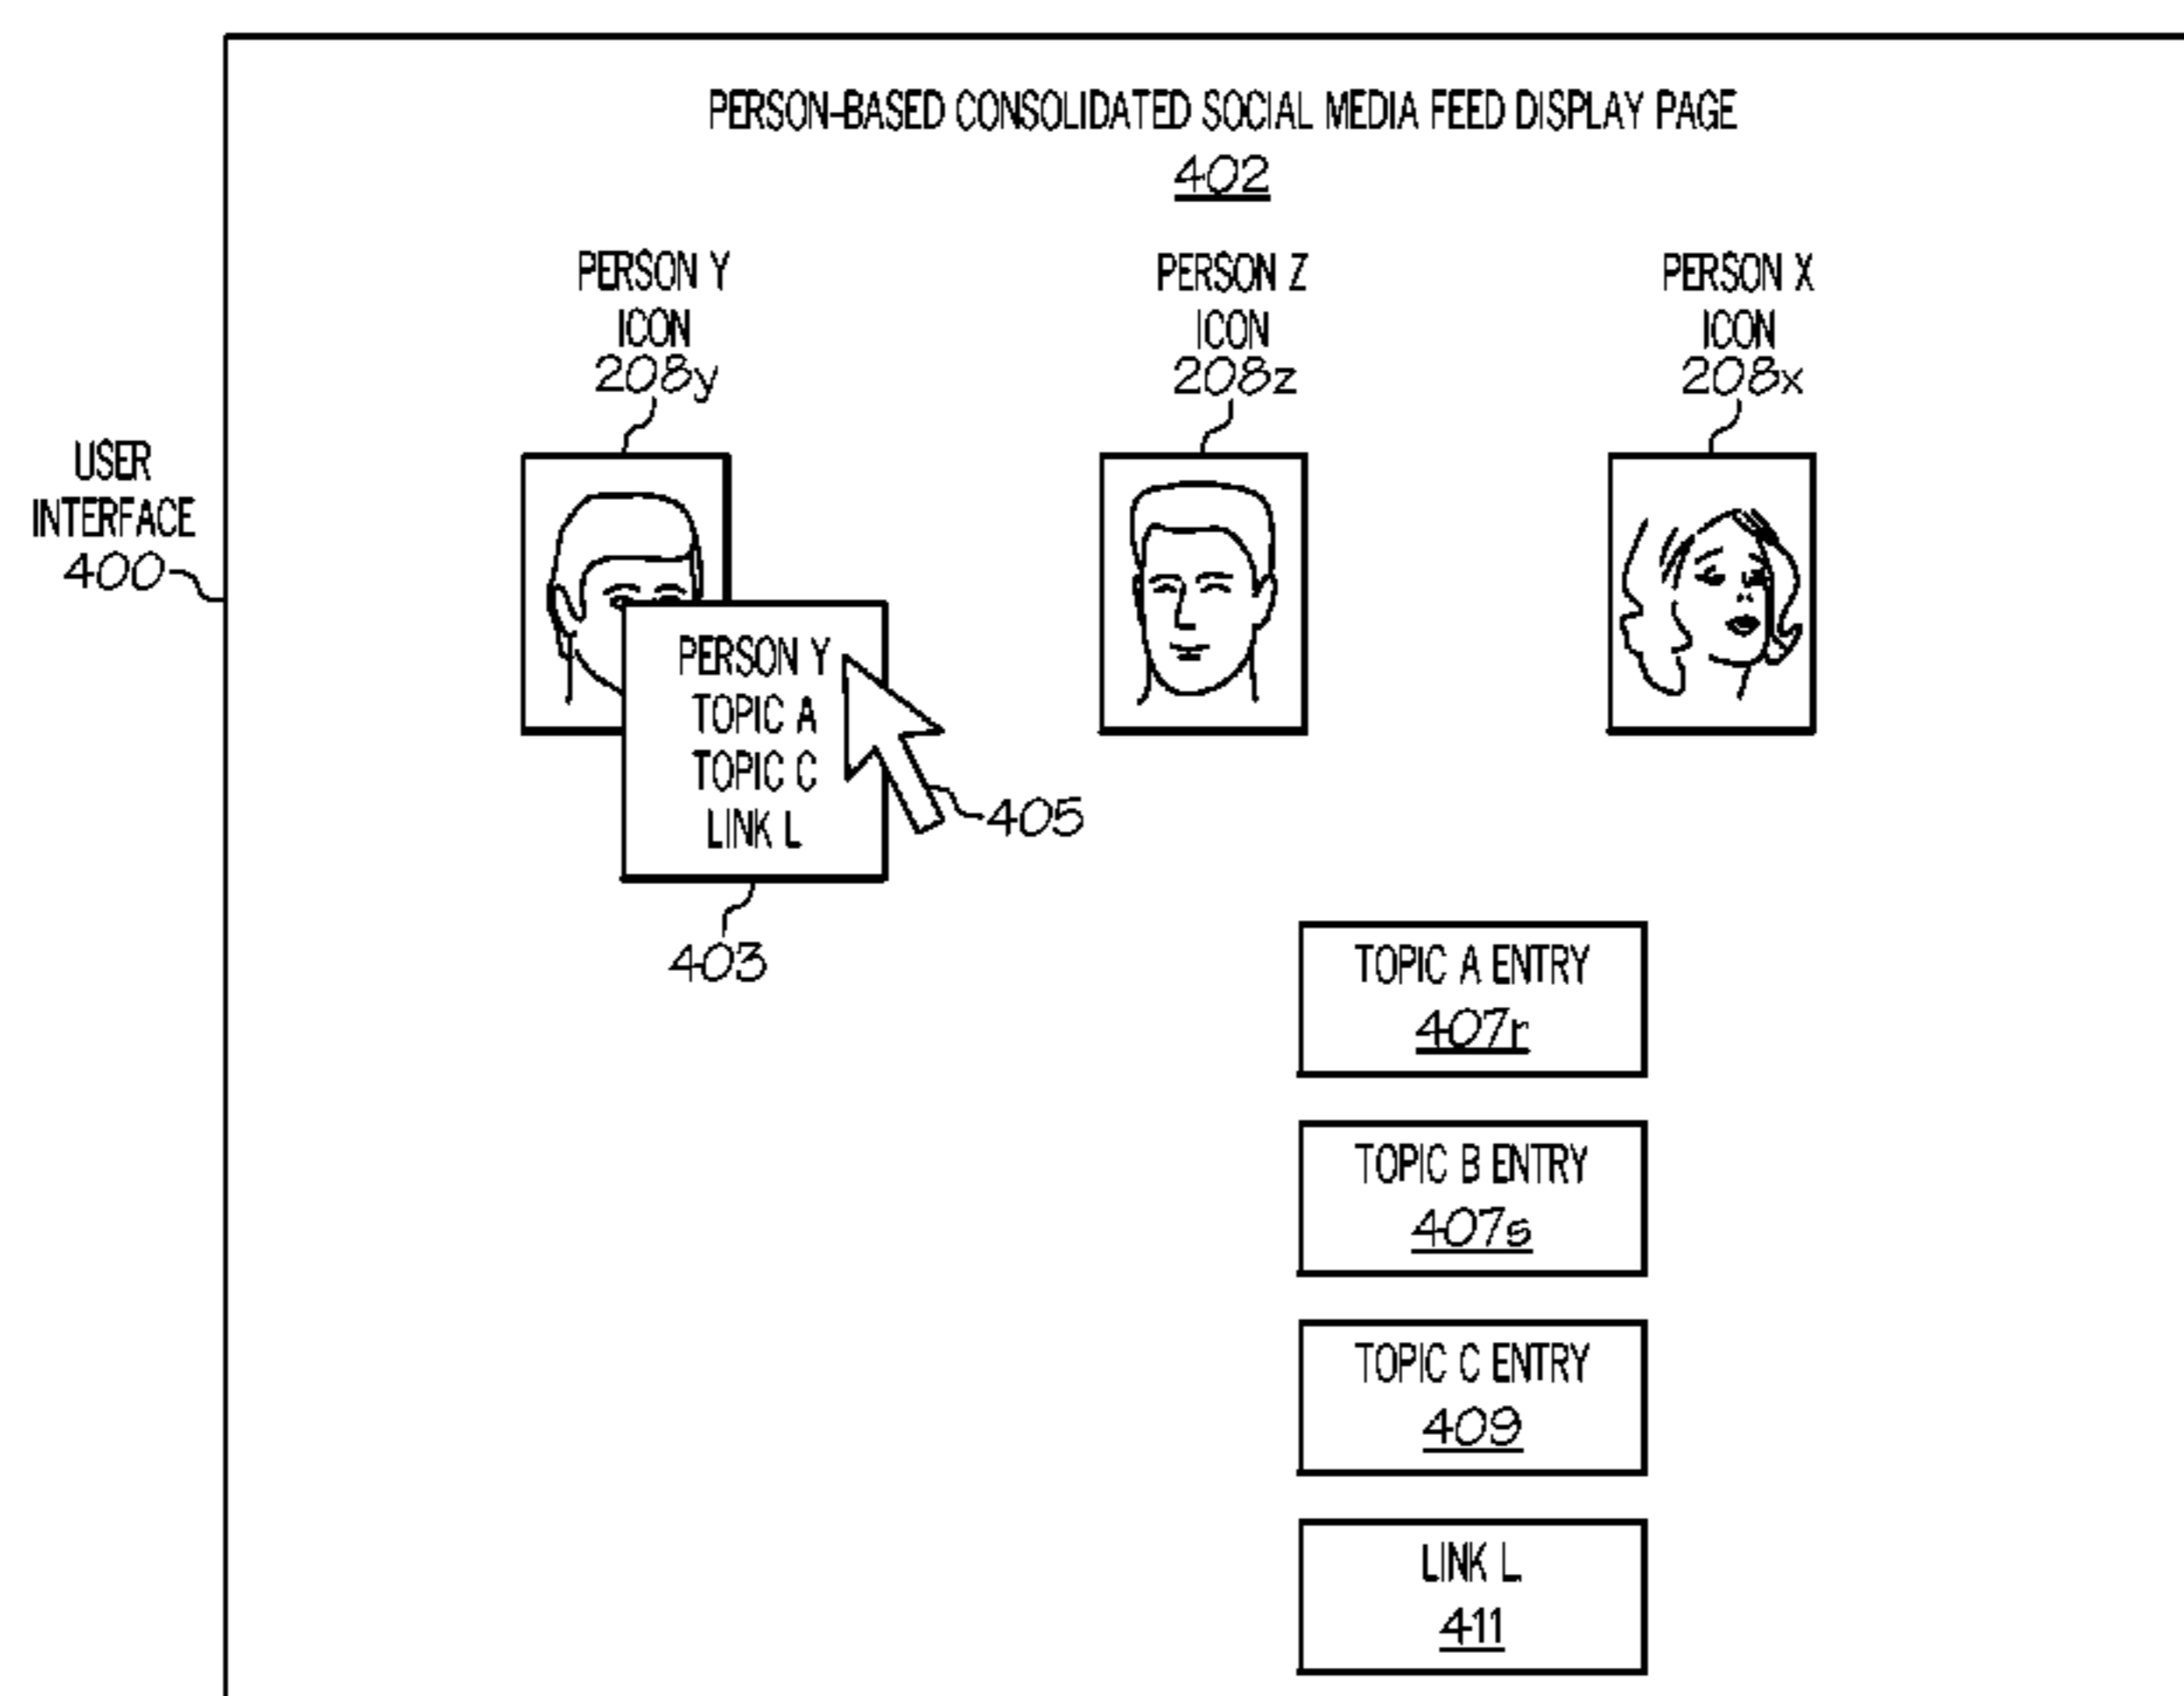 PERSON-BASED CONSOLIDATED SOCIAL MEDIA FEED DISPLAY PAGE
402
PERSON Y
ICON
208y
PERSON Z
ICON
208z
PERSON X
ICON
208x
USER
INTERFACE
400
PERSON Y
TOPIC A
TOPIC C
LINK L
405
403
TOPIC A ENTRY
407r
TOPIC B ENTRY
407s
TOPIC C ENTRY
409
LINK L
411